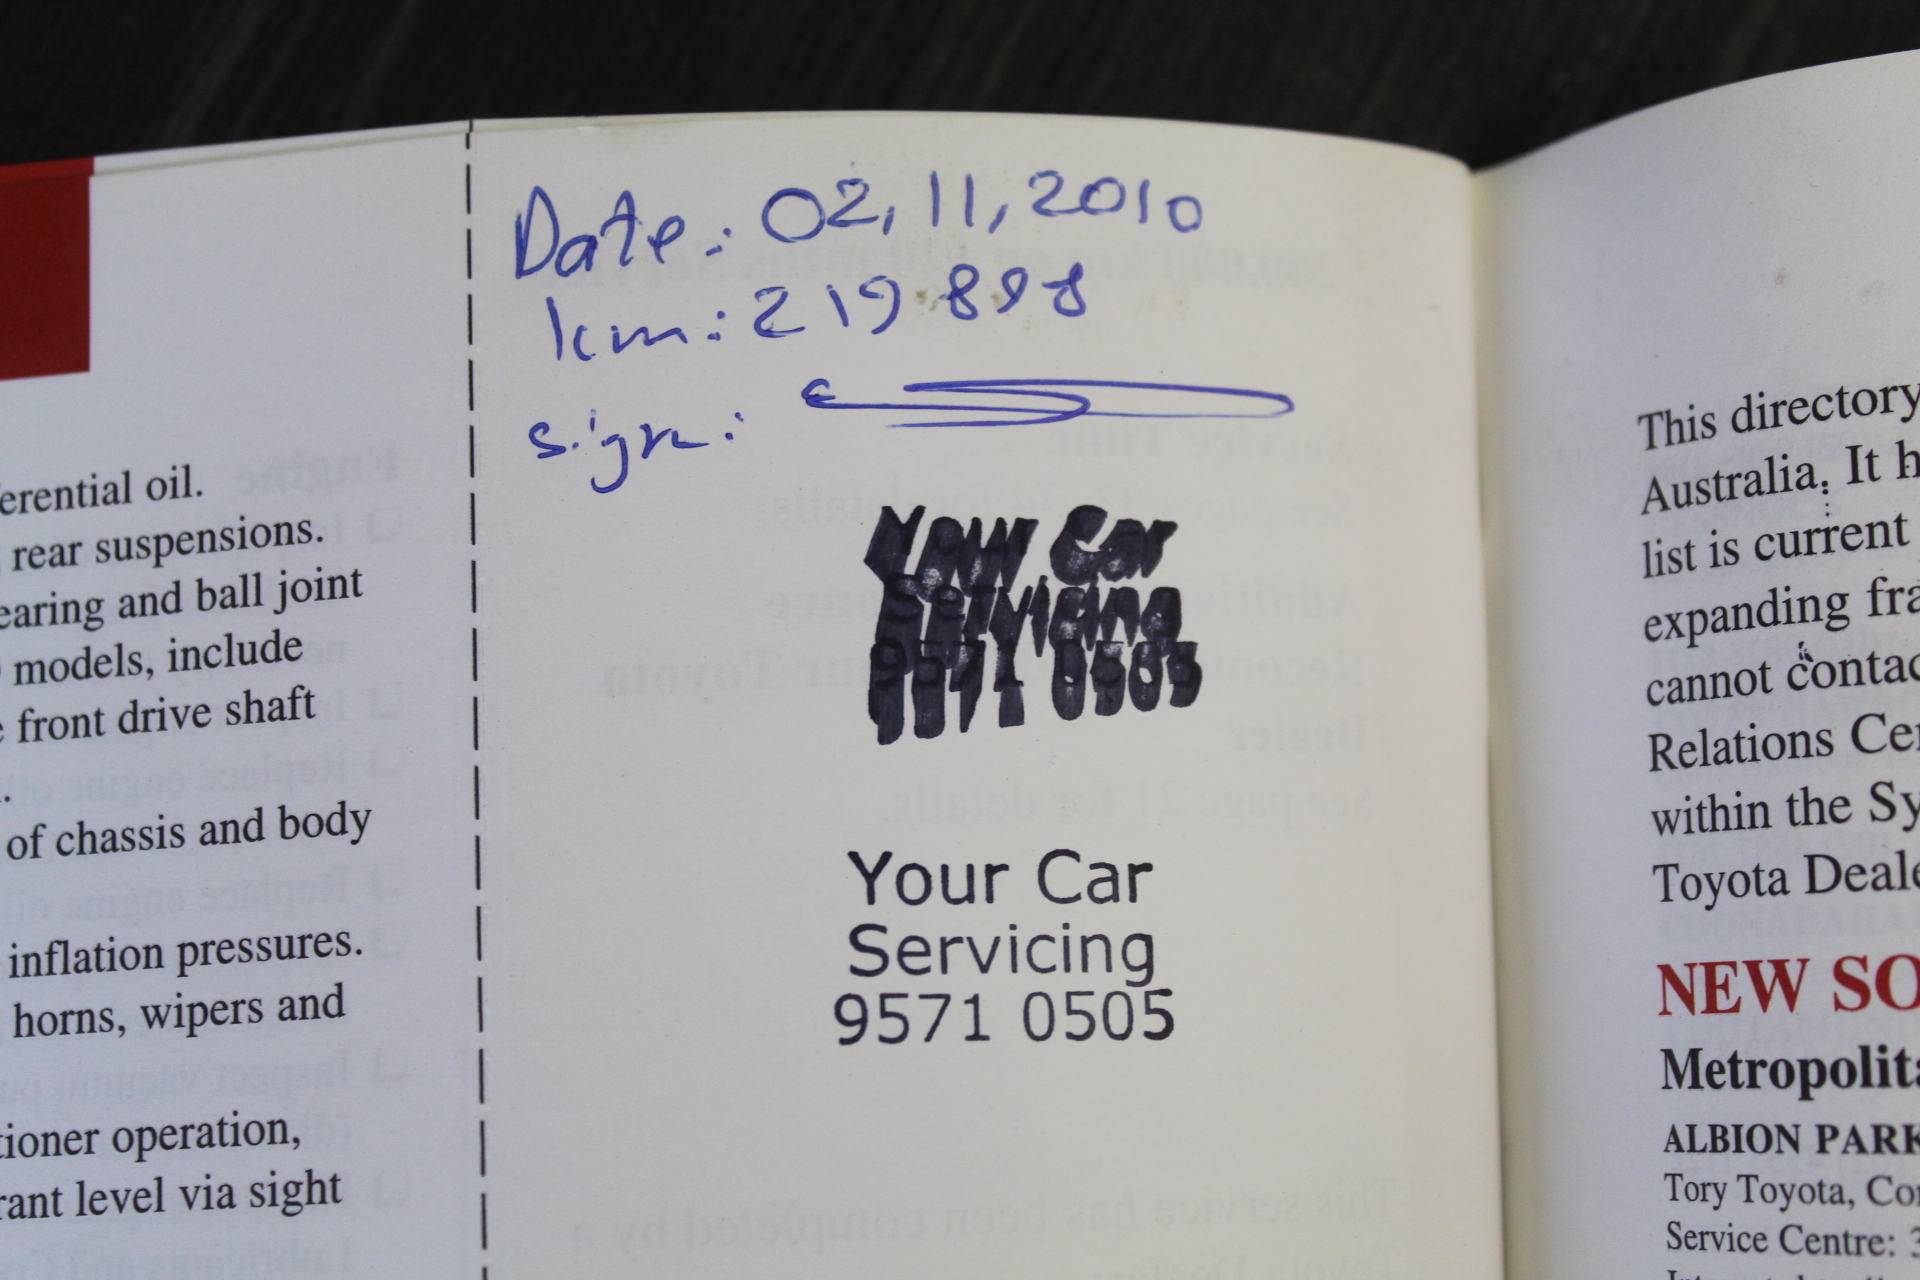 erential oil.
rear suspensions.
earing and ball joint
models, include
front drive shaft
of chassis and body
inflation pressures.
horns, wipers and
tioner operation,
rant level via sight
Date: 02, 11, 2010
km: 219 898
sign:
Your Car
Servicing
9571 0505
Your Car
Servicing
9571 0505
This directory
Australia. It h
list is current
expanding fra
cannot contac
Relations Cen
within the Sy
Toyota Deale
NEW SO
Metropolita
ALBION PARK
Tory Toyota, Cor
Service Centre: 3